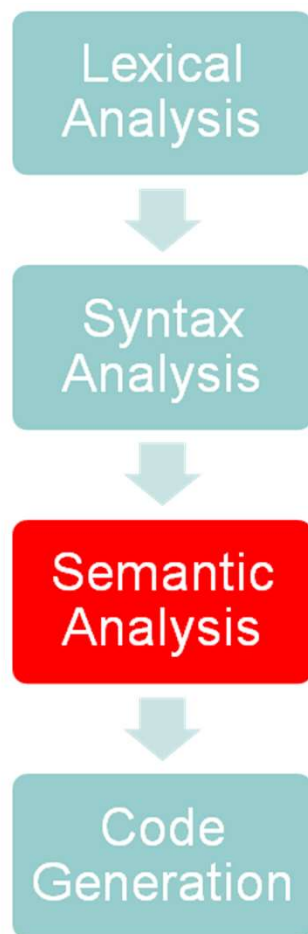 Lexical
Analysis
Syntax
Analysis
Semantic
Analysis
Code
Generation